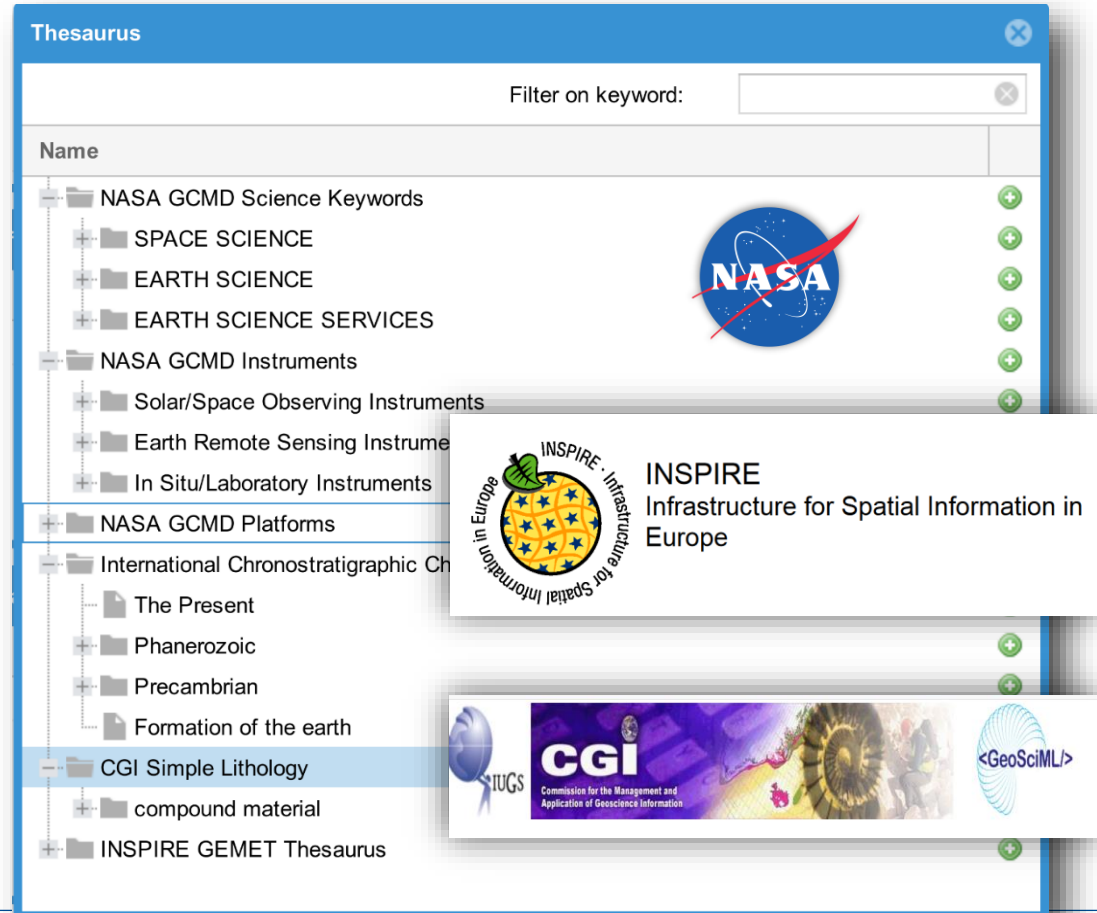 Thesaurus
Filter on keyword:
Name
NASA GCMD Science Keywords
SPACE SCIENCE
EARTH SCIENCE
EARTH SCIENCE SERVICES
NASA
NASA GCMD Instruments
Solar/Space Observing Instruments
Earth Remote Sensing Instrume
In Situ/Laboratory Instruments
NASA GCMD Platforms
International Chronostratigraphic Ch
The Present
Phanerozoic
Precambrian
Formation of the earth
CGI Simple Lithology
compound material
INSPIRE GEMET Thesaurus
INSPIRE · Infrastructure for Spatial Information in Europe
INSPIRE
Infrastructure for Spatial Information in
Europe
IUGS
CGI
Commission for the Management and
Application of Geoscience Information
<GeoSciML/>